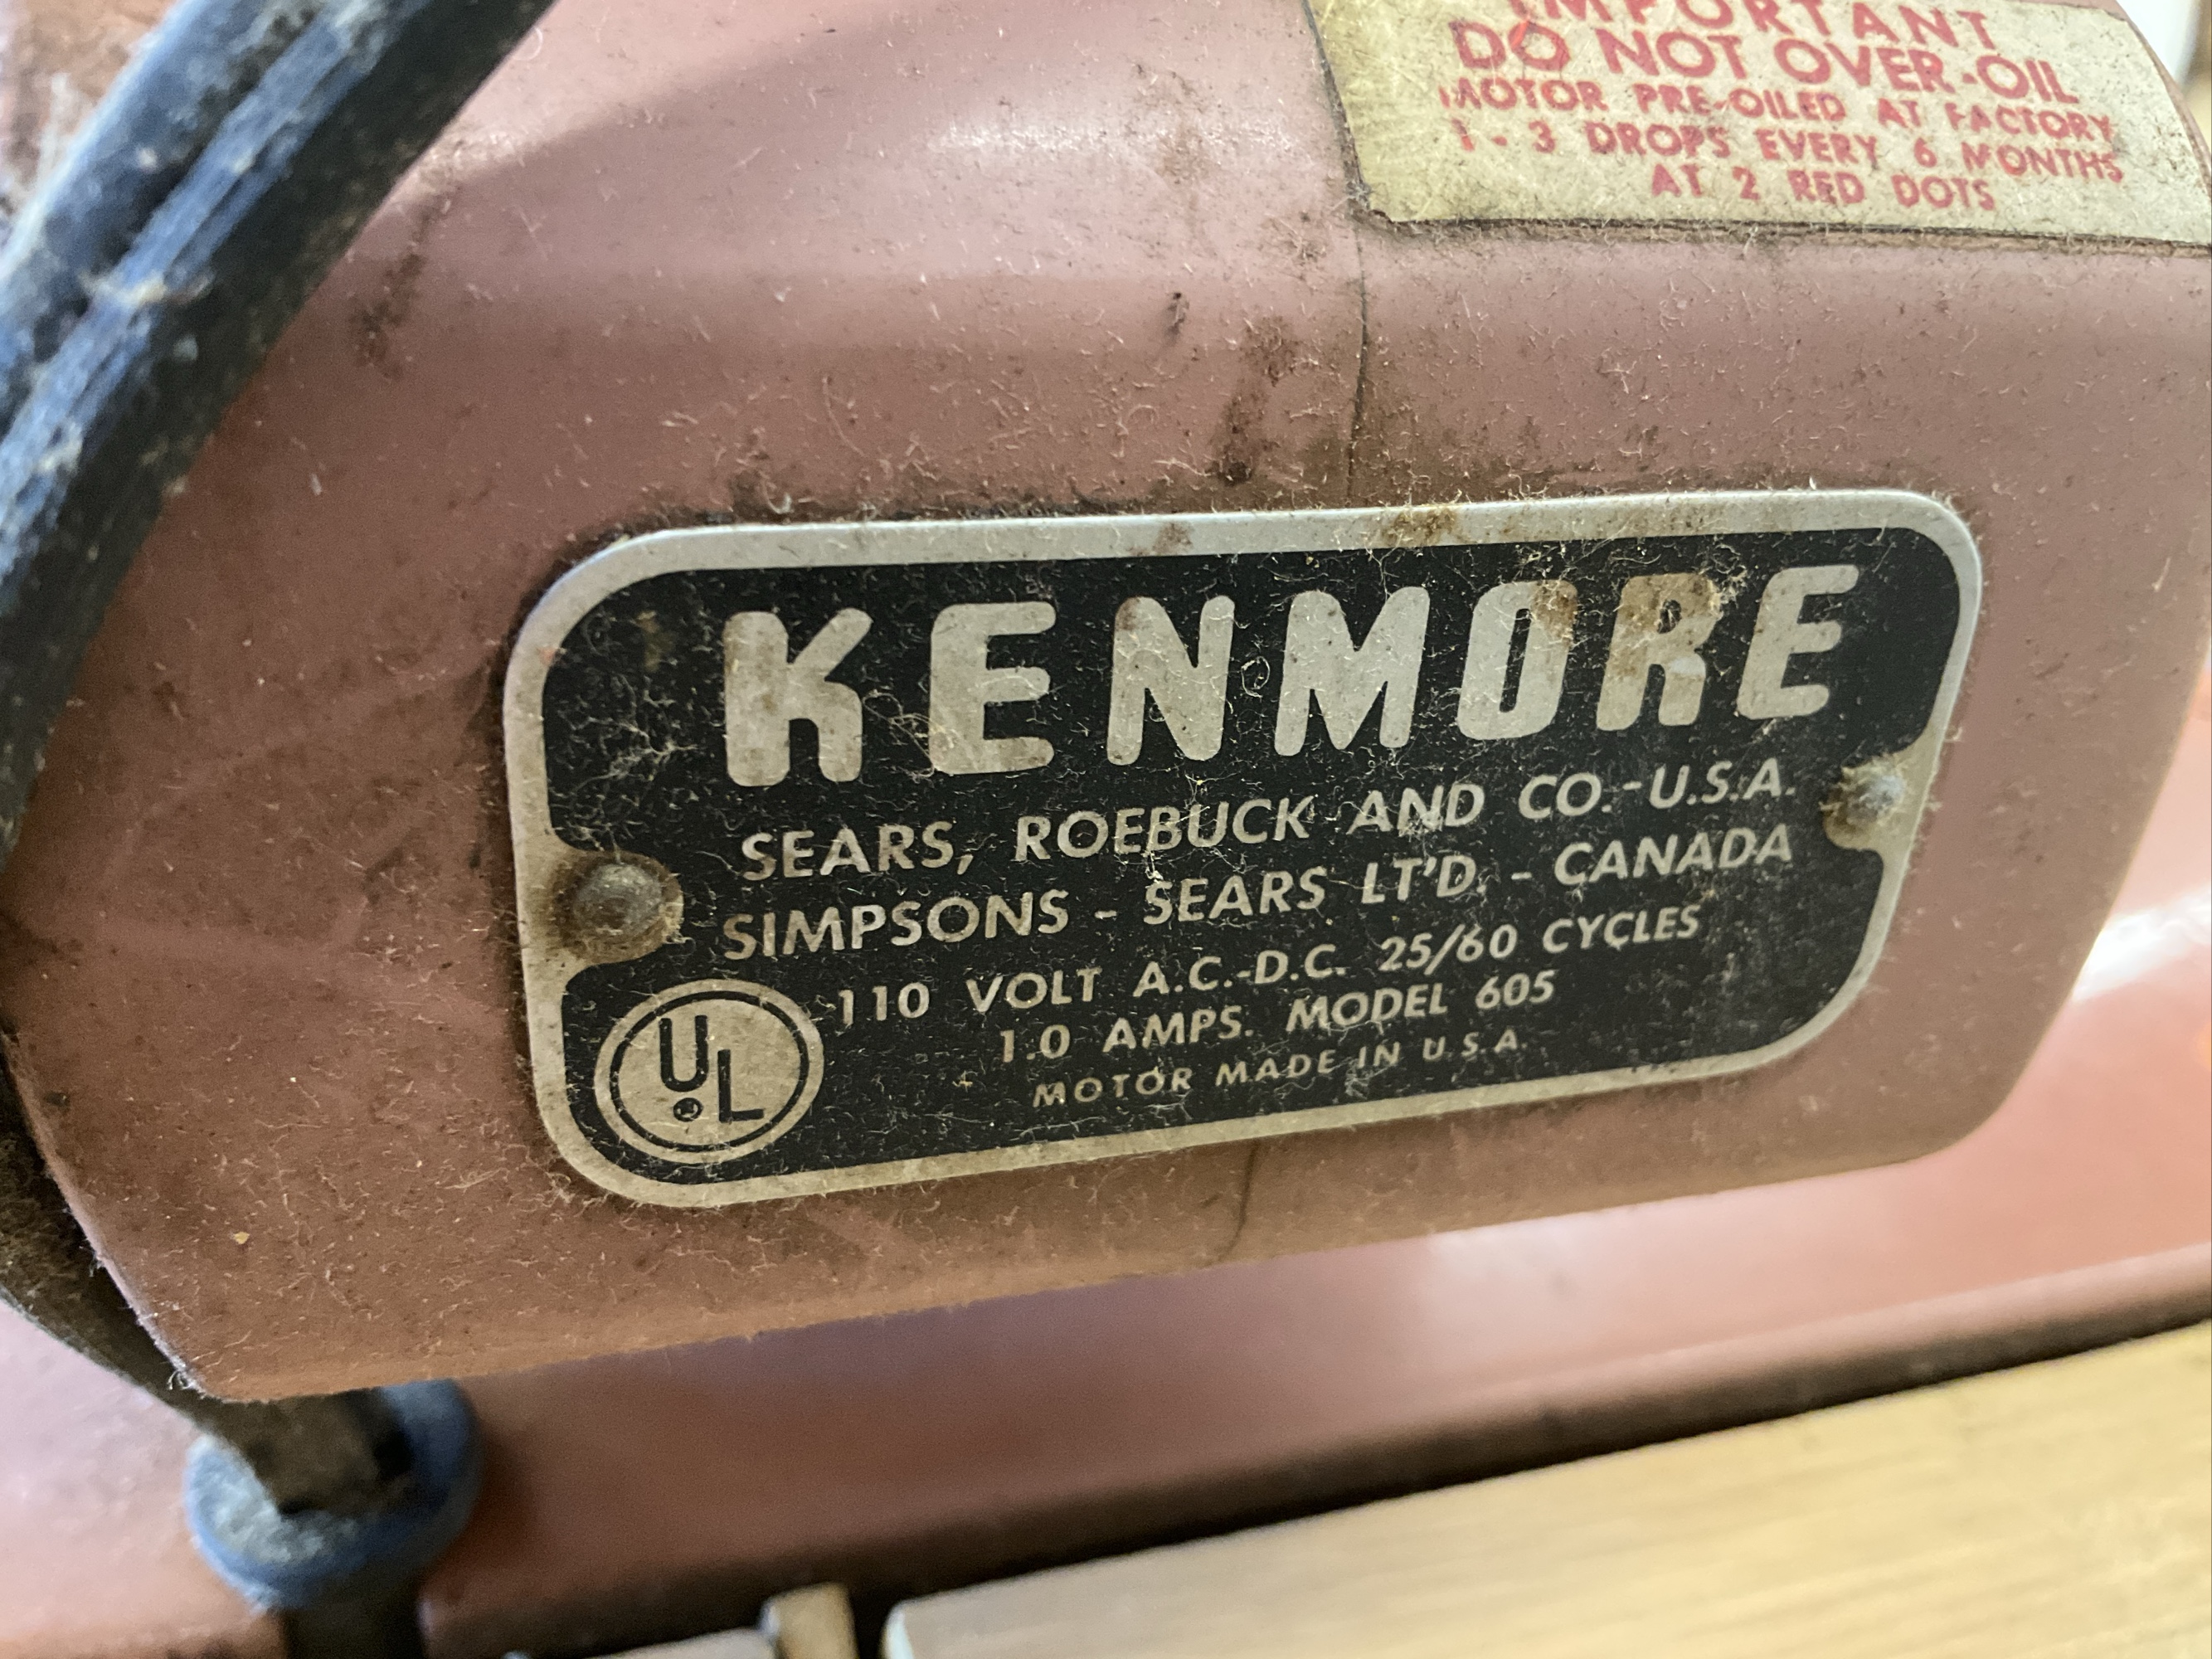 IMPORTANT
DO NOT OVER-OIL
MOTOR PRE-OILED AT FACTORY
1 - 3 DROPS EVERY 6 MONTHS
AT 2 RED DOTS
KENMORE
SEARS, ROEBUCK AND CO.-U.S.A.
SIMPSONS - SEARS LT'D. - CANADA
110 VOLT A.C.-D.C. 25/60 CYCLES
1.0 AMPS. MODEL 605
MOTOR MADE IN U.S.A.
UL